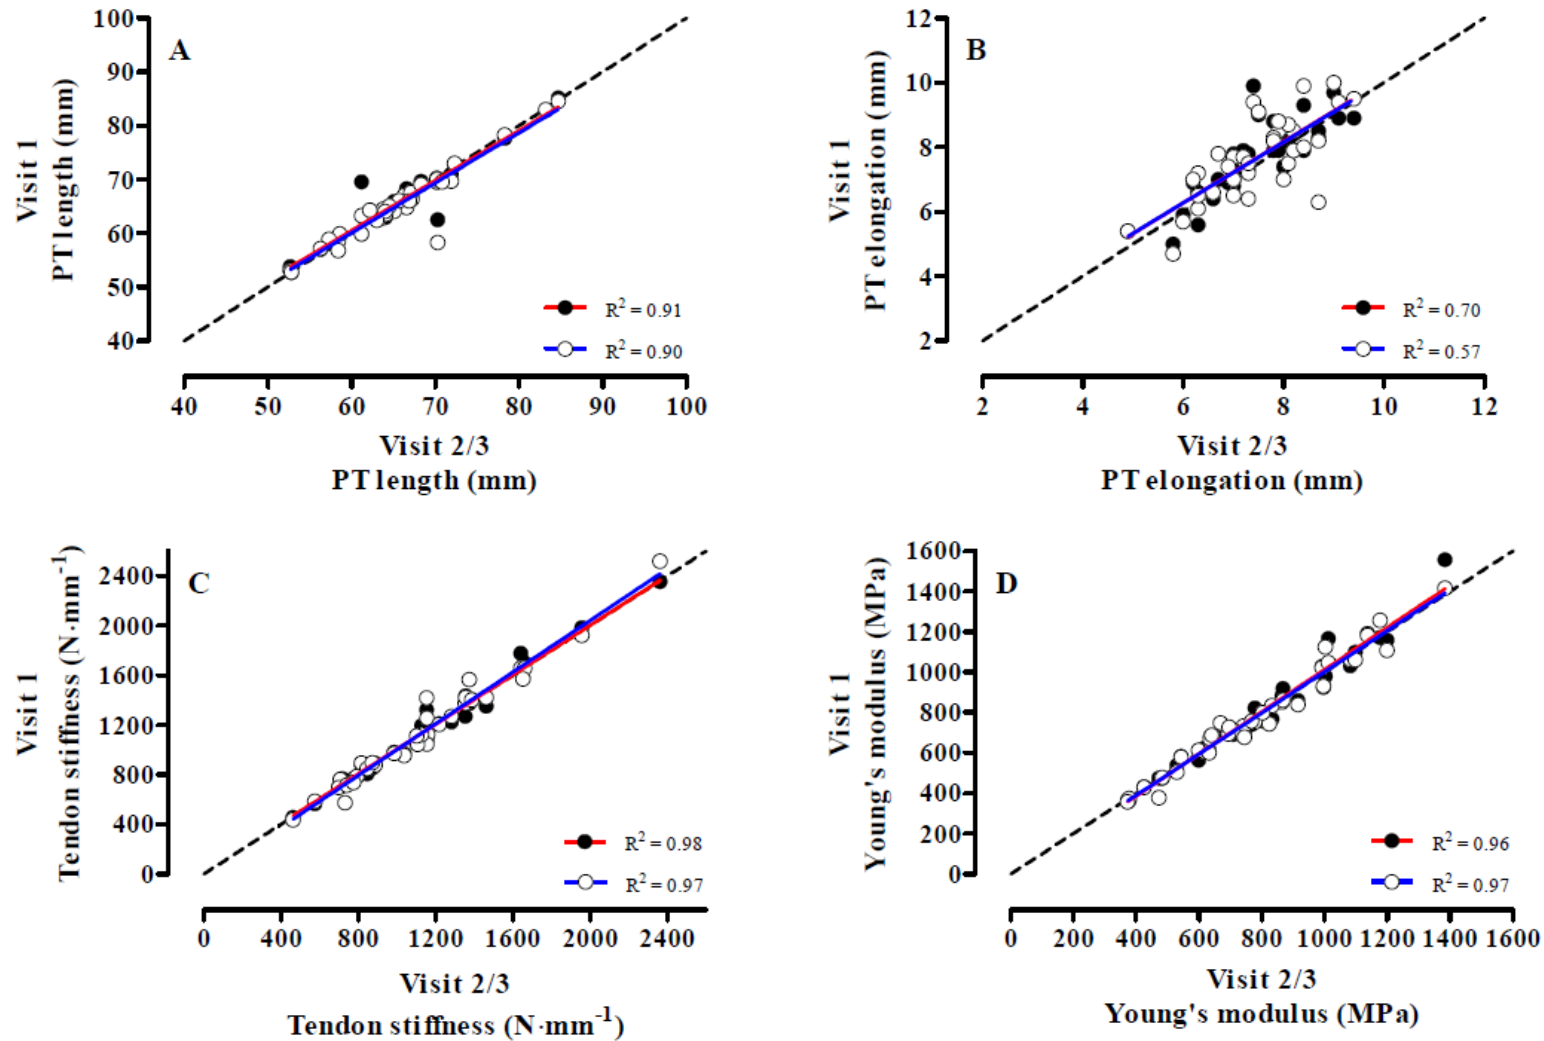 A
Visit 1
PT length (mm)
100
90
80
70
60
50
40
R² = 0.91
R² = 0.90
40 50 60 70 80 90 100
Visit 2/3
PT length (mm)
B
Visit 1
PT elongation (mm)
12
10
8
6
4
2
R² = 0.70
R² = 0.57
2 4 6 8 10 12
Visit 2/3
PT elongation (mm)
C
Visit 1
Tendon stiffness (N·mm⁻¹)
2400
2000
1600
1200
800
400
0
R² = 0.98
R² = 0.97
0 400 800 1200 1600 2000 2400
Visit 2/3
Tendon stiffness (N·mm⁻¹)
D
Visit 1
Young's modulus (MPa)
1600
1400
1200
1000
800
600
400
200
0
R² = 0.96
R² = 0.97
0 200 400 600 800 1000 1200 1400 1600
Visit 2/3
Young's modulus (MPa)